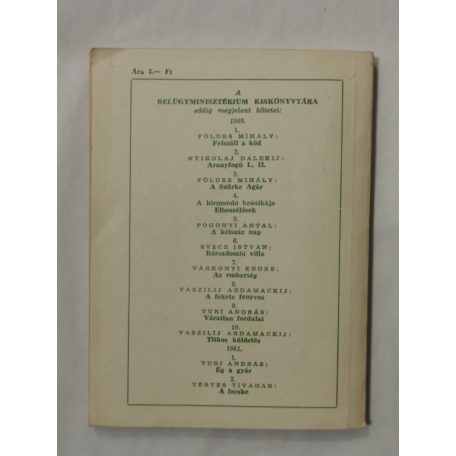 Ára 3.— Ft
A
BELÜGYMINISZTÉRIUM KISKÖNYVTÁRA
eddig megjelent kötetei:
1960.
1.
FÖLDES MIHÁLY:
Felszáll a köd
2.
NYIKOLAJ DALEKIJ:
Aranyfogú I., II.
3.
FÖLDES MIHÁLY:
A Szürke Agár
4.
A hírmondó krónikája
Elbeszélések
5.
POGONYI ANTAL:
A kétszáz nap
6.
SVECZ ISTVÁN:
Rózsadombi villa
7.
VÁRKONYI ENDRE:
Az emberség
8.
VASZILIJ ARDAMACKIJ:
A fekete fenyves
9.
TURI ANDRÁS:
Váratlan fordulat
10.
VASZILIJ ARDAMACKIJ:
Titkos küldetés
1961.
1.
TURI ANDRÁS:
Ég a gyár
2.
VÉRTES TIVADAR:
A fecske